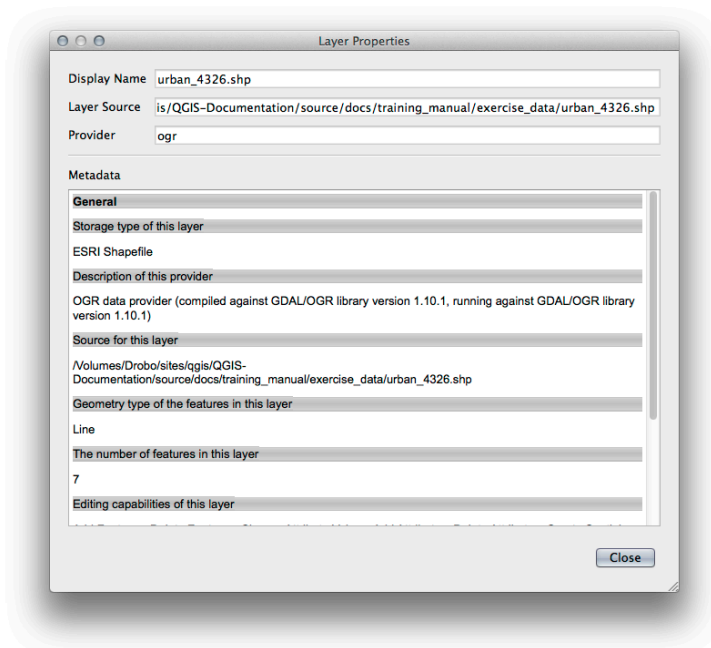 Layer Properties
Display Name urban_4326.shp
Layer Source is/QGIS-Documentation/source/docs/training_manual/exercise_data/urban_4326.shp
Provider ogr
Metadata
General
Storage type of this layer
ESRI Shapefile
Description of this provider
OGR data provider (compiled against GDAL/OGR library version 1.10.1, running against GDAL/OGR library
version 1.10.1)
Source for this layer
/Volumes/Drobo/sites/qgis/QGIS-
Documentation/source/docs/training_manual/exercise_data/urban_4326.shp
Geometry type of the features in this layer
Line
The number of features in this layer
7
Editing capabilities of this layer
Close